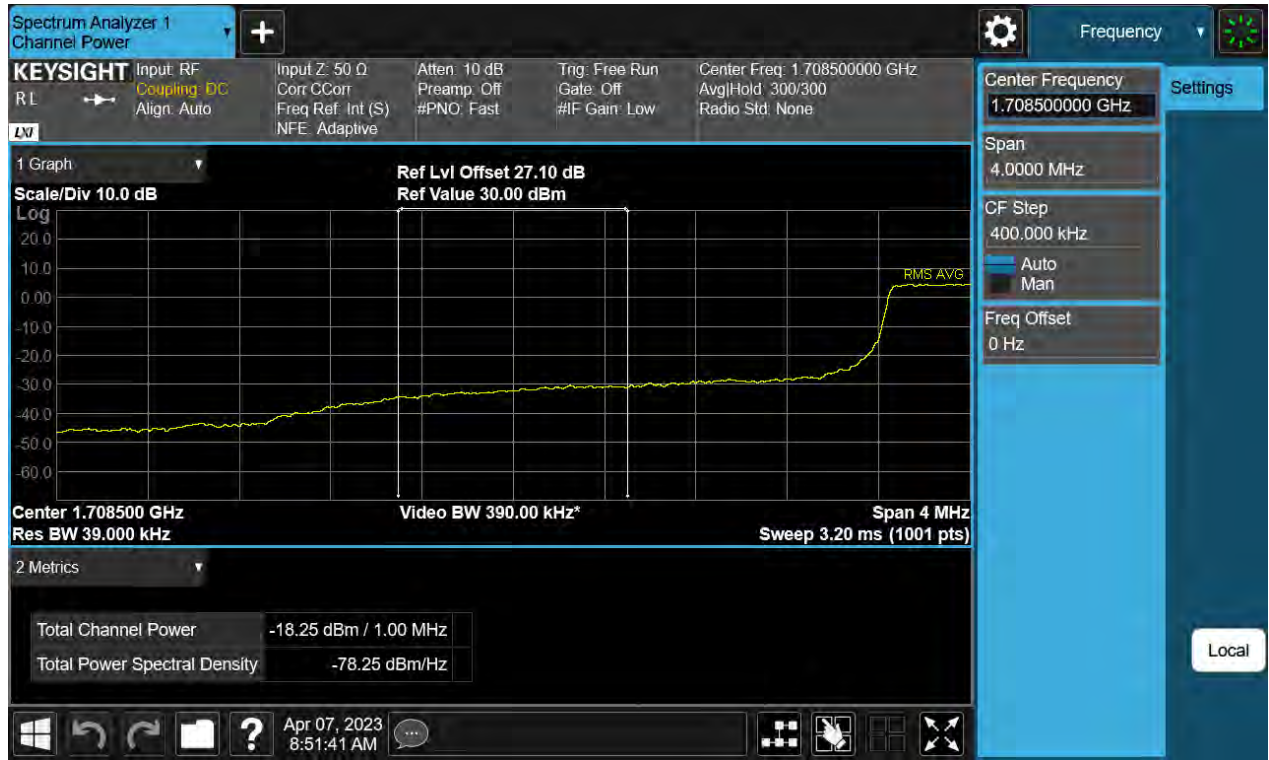 Spectrum Analyzer 1
Channel Power
Frequency
KEYSIGHT
RL
LXI
Input: RF
Coupling: DC
Align: Auto
Input Z: 50 Ω
Corr CCorr
Freq Ref: Int (S)
NFE: Adaptive
Atten: 10 dB
Preamp: Off
#PNO: Fast
Trig: Free Run
Gate: Off
#IF Gain: Low
Center Freq: 1.708500000 GHz
Avg|Hold: 300/300
Radio Std: None
Center Frequency
1.708500000 GHz
Settings
Span
4.0000 MHz
CF Step
400.000 kHz
Auto
Man
Freq Offset
0 Hz
Local
1 Graph
Scale/Div 10.0 dB
Ref Lvl Offset 27.10 dB
Ref Value 30.00 dBm
Log
20.0
10.0
0.00
-10.0
-20.0
-30.0
-40.0
-50.0
-60.0
RMS AVG
Center 1.708500 GHz
Video BW 390.00 kHz*
Span 4 MHz
Res BW 39.000 kHz
Sweep 3.20 ms (1001 pts)
2 Metrics
Total Channel Power -18.25 dBm / 1.00 MHz
Total Power Spectral Density -78.25 dBm/Hz
Apr 07, 2023
8:51:41 AM